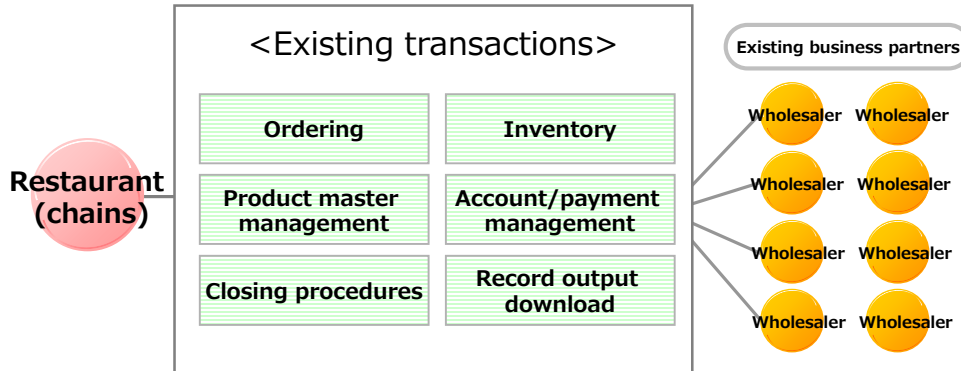 <Existing transactions>
Existing business partners
Restaurant
(chains)
Ordering
Inventory
Product master
management
Account/payment
management
Closing procedures
Record output
download
Wholesaler
Wholesaler
Wholesaler
Wholesaler
Wholesaler
Wholesaler
Wholesaler
Wholesaler